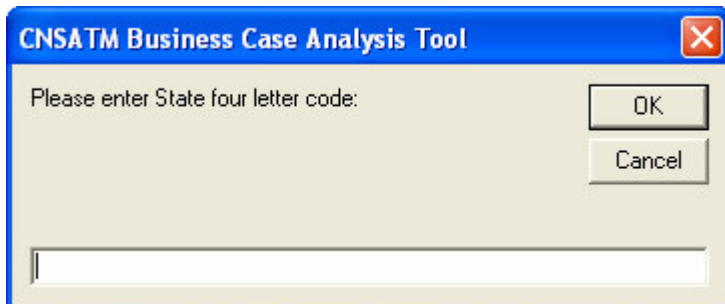 CNSATM Business Case Analysis Tool
Please enter State four letter code:
OK
Cancel